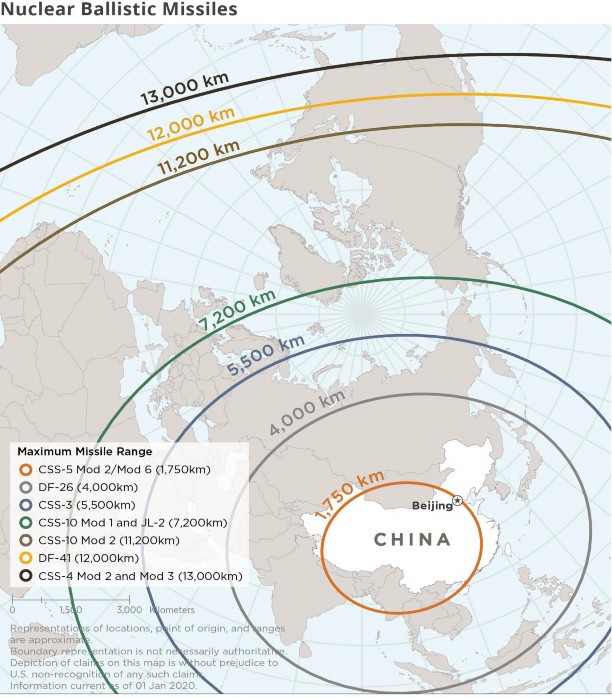 Nuclear Ballistic Missiles
13,000 km
12,000 km
11,200 km
7,200 km
5,500 km
4,000 km
1,750 km
Beijing
CHINA
Maximum Missile Range
CSS-5 Mod 2/Mod 6 (1,750km)
DF-26 (4,000km)
CSS-3 (5,500km)
CSS-10 Mod 1 and JL-2 (7,200km)
CSS-10 Mod 2 (11,200km)
DF-41 (12,000km)
CSS-4 Mod 2 and Mod 3 (13,000km)
0 1,500 3,000 Kilometers
Representations of locations, point of origin, and ranges
are approximate.
Boundary representation is not necessarily authoritative.
Depiction of claims on this map is without prejudice to
U.S. non-recognition of any such claims.
Information current as of 01 Jan 2020.